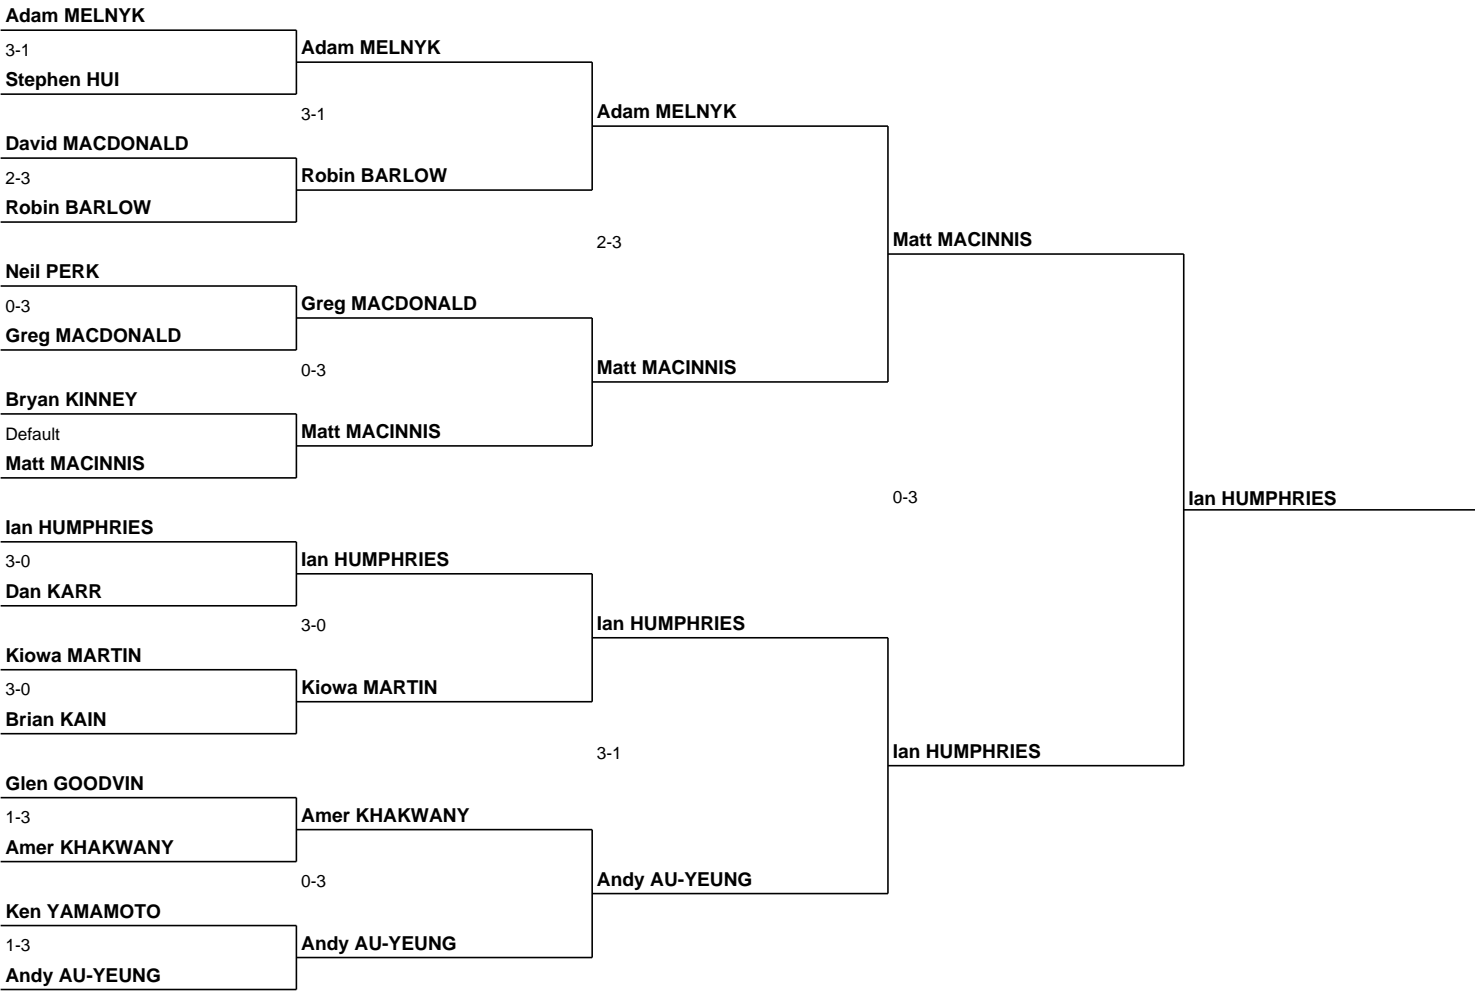 Adam MELNYK
3-1
Stephen HUI
David MACDONALD
2-3
Robin BARLOW
Neil PERK
0-3
Greg MACDONALD
Bryan KINNEY
Default
Matt MACINNIS
Ian HUMPHRIES
3-0
Dan KARR
Kiowa MARTIN
3-0
Brian KAIN
Glen GOODVIN
1-3
Amer KHAKWANY
Ken YAMAMOTO
1-3
Andy AU-YEUNG
Adam MELNYK
3-1
Robin BARLOW
Greg MACDONALD
0-3
Matt MACINNIS
Ian HUMPHRIES
3-0
Kiowa MARTIN
Amer KHAKWANY
0-3
Andy AU-YEUNG
Adam MELNYK
2-3
Matt MACINNIS
Ian HUMPHRIES
3-1
Andy AU-YEUNG
Matt MACINNIS
0-3
Ian HUMPHRIES
Ian HUMPHRIES